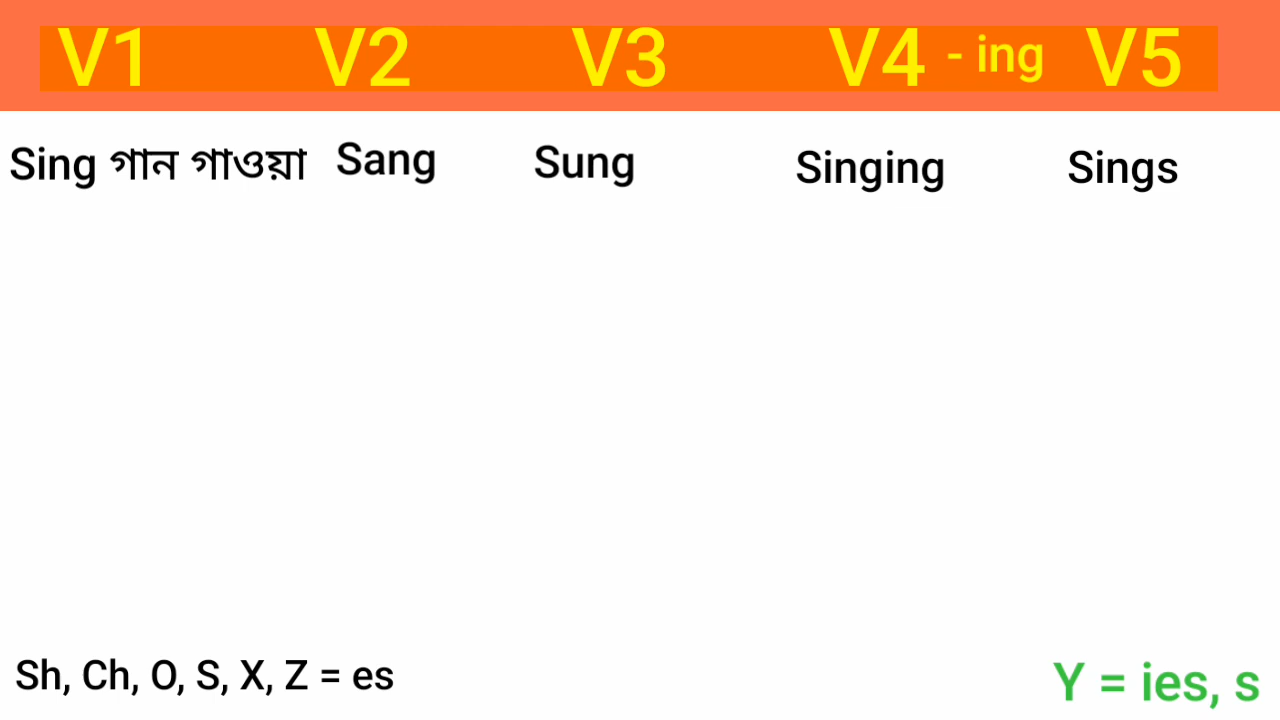 V1 V2 V3 V4 - ing V5
Sing গান গাওয়া Sang Sung Singing Sings
Sh, Ch, O, S, X, Z = es
Y = ies, s